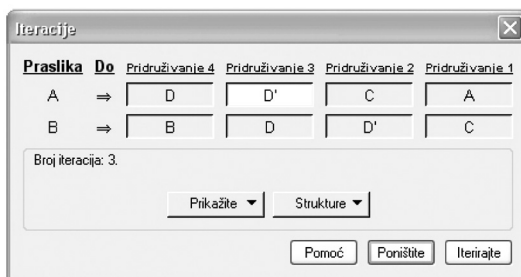 Iteracije
Praslika Do Pridruživanje 4 Pridruživanje 3 Pridruživanje 2 Pridruživanje 1
A ⇒ D D' C A
B ⇒ B D D' C
Broj iteracija: 3.
Prikažite Strukture
Pomoć Poništite Iterirajte